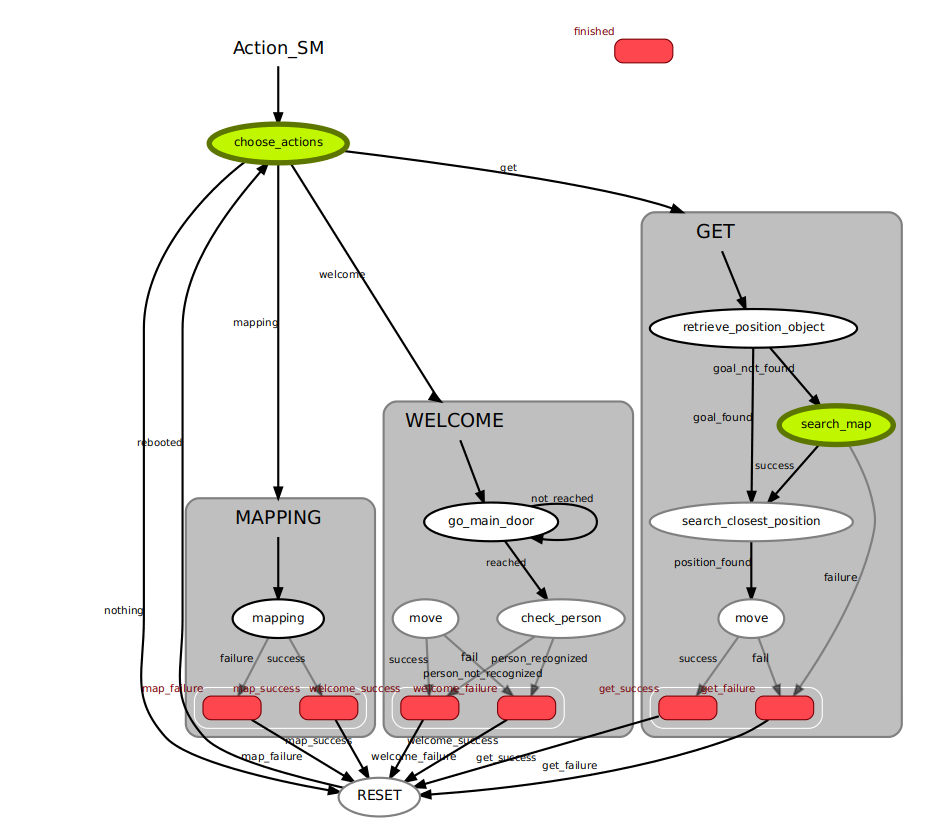 finished
Action_SM
choose_actions
get
GET
welcome
mapping
retrieve_position_object
goal_not_found
goal_found
search_map
WELCOME
rebooted
success
not_reached
MAPPING
go_main_door
search_closest_position
reached
position_found
failure
nothing
mapping
move
check_person
move
failure
success
success
fail
person_recognized
success
fail
person_not_recognized
map_failure
map_success
welcome_success
welcome_failure
get_success
get_failure
map_success
welcome_success
map_failure
welcome_failure
get_success
get_failure
RESET